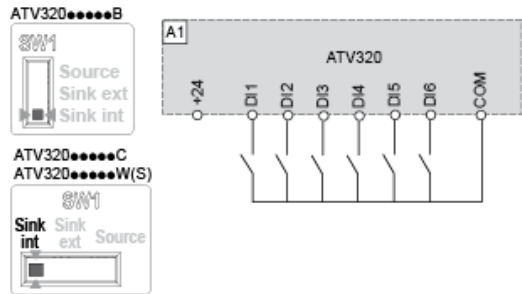 ATV320●●●●●B
SW1
Source
Sink ext
Sink int
ATV320●●●●●C
ATV320●●●●●W(S)
SW1
Sink int
Sink ext
Source
A1
ATV320
+24
DI1
DI2
DI3
DI4
DI5
DI6
COM